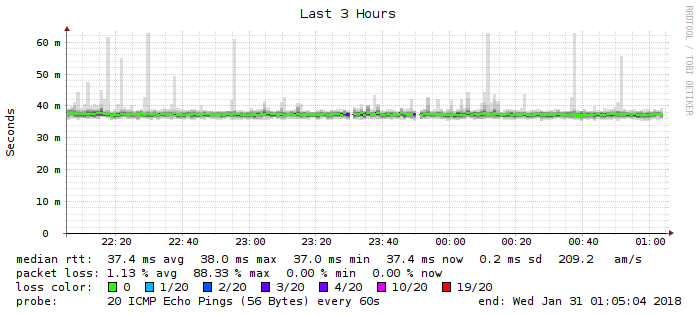 Last 3 Hours
RRDTOOL / TOBI OETIKER
Seconds
60 m
50 m
40 m
30 m
20 m
10 m
0
22:20 22:40 23:00 23:20 23:40 00:00 00:20 00:40 01:00
median rtt: 37.4 ms avg 38.0 ms max 37.0 ms min 37.4 ms now 0.2 ms sd 209.2 am/s
packet loss: 1.13 % avg 88.33 % max 0.00 % min 0.00 % now
loss color: 0 1/20 2/20 3/20 4/20 10/20 19/20
probe: 20 ICMP Echo Pings (56 Bytes) every 60s end: Wed Jan 31 01:05:04 2018